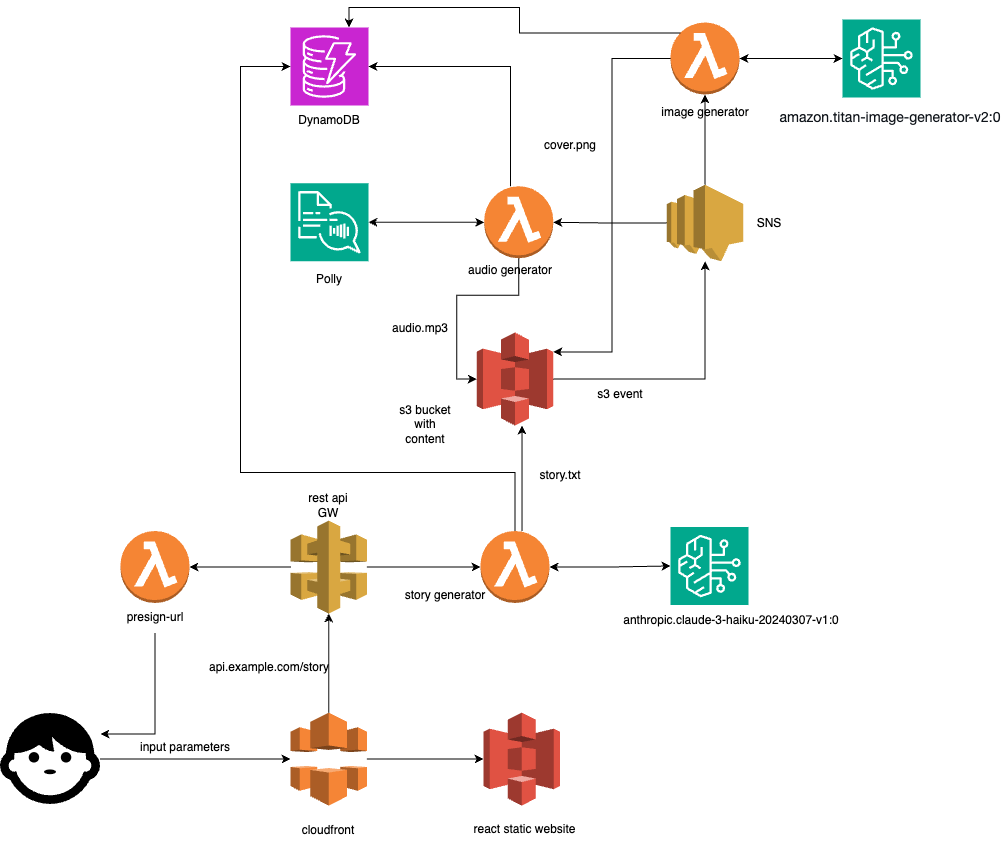 DynamoDB
image generator
amazon.titan-image-generator-v2:0
cover.png
SNS
Polly
audio generator
audio.mp3
s3 event
s3 bucket
with
content
story.txt
rest api
GW
presign-url
story generator
anthropic.claude-3-haiku-20240307-v1:0
api.example.com/story
input parameters
cloudfront
react static website